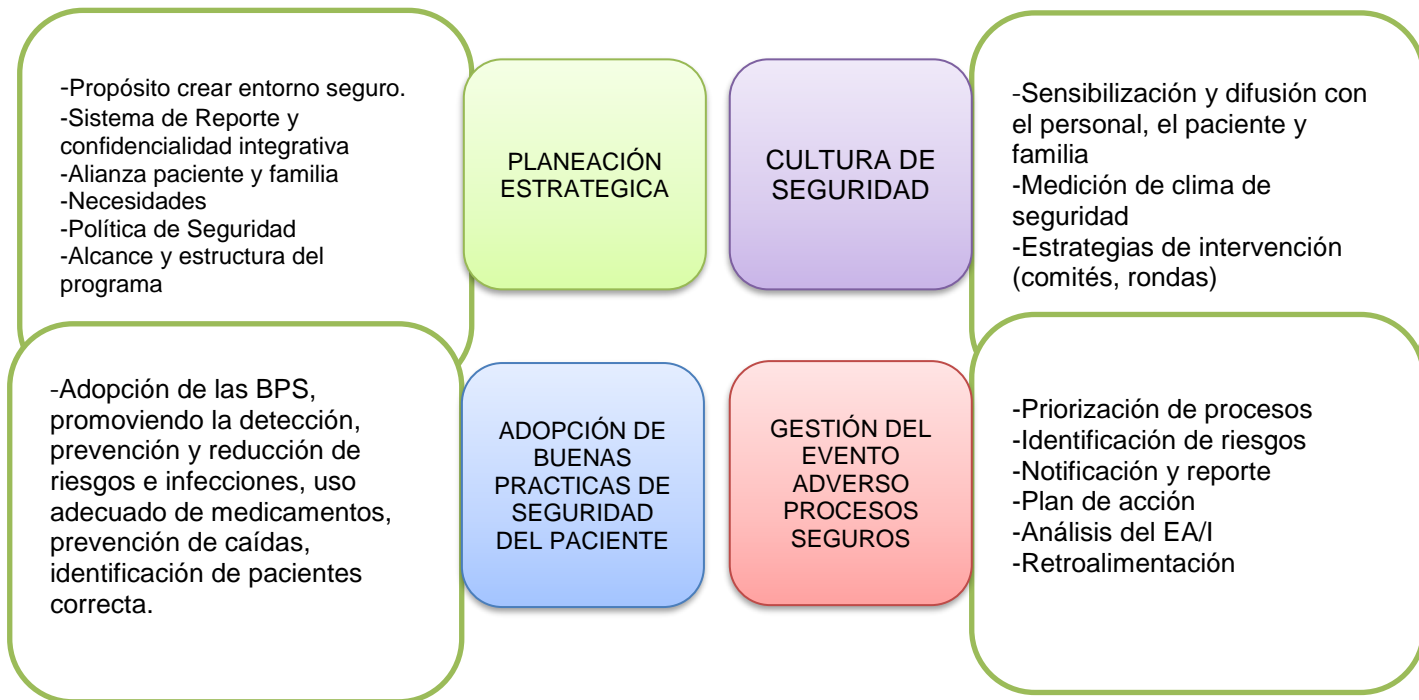 -Propósito crear entorno seguro.
-Sistema de Reporte y
confidencialidad integrativa
-Alianza paciente y familia
-Necesidades
-Política de Seguridad
-Alcance y estructura del
programa
PLANEACIÓN
ESTRATEGICA
CULTURA DE
SEGURIDAD
-Sensibilización y difusión con
el personal, el paciente y
familia
-Medición de clima de
seguridad
-Estrategias de intervención
(comités, rondas)
-Adopción de las BPS,
promoviendo la detección,
prevención y reducción de
riesgos e infecciones, uso
adecuado de medicamentos,
prevención de caídas,
identificación de pacientes
correcta.
ADOPCIÓN DE
BUENAS
PRACTICAS DE
SEGURIDAD
DEL PACIENTE
GESTIÓN DEL
EVENTO
ADVERSO
PROCESOS
SEGUROS
-Priorización de procesos
-Identificación de riesgos
-Notificación y reporte
-Plan de acción
-Análisis del EA/I
-Retroalimentación